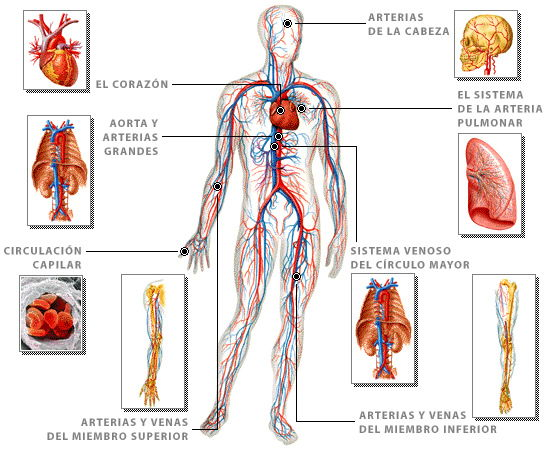 ARTERIAS
DE LA CABEZA
EL CORAZÓN
EL SISTEMA
DE LA ARTERIA
PULMONAR
AORTA Y
ARTERIAS
GRANDES
CIRCULACIÓN
CAPILAR
SISTEMA VENOSO
DEL CÍRCULO MAYOR
ARTERIAS Y VENAS
DEL MIEMBRO SUPERIOR
ARTERIAS Y VENAS
DEL MIEMBRO INFERIOR